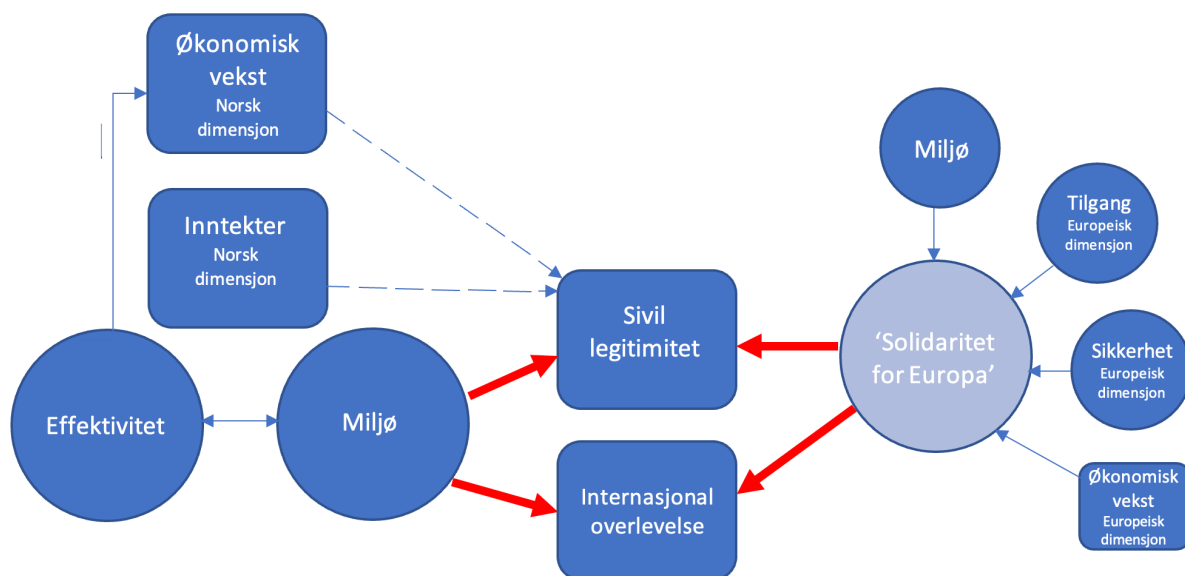 Økonomisk
vekst
Norsk
dimensjon
Inntekter
Norsk
dimensjon
Effektivitet
Miljø
Sivil
legitimitet
Internasjonal
overlevelse
Miljø
Tilgang
Europeisk
dimensjon
‘Solidaritet
for Europa’
Sikkerhet
Europeisk
dimensjon
Økonomisk
vekst
Europeisk
dimensjon